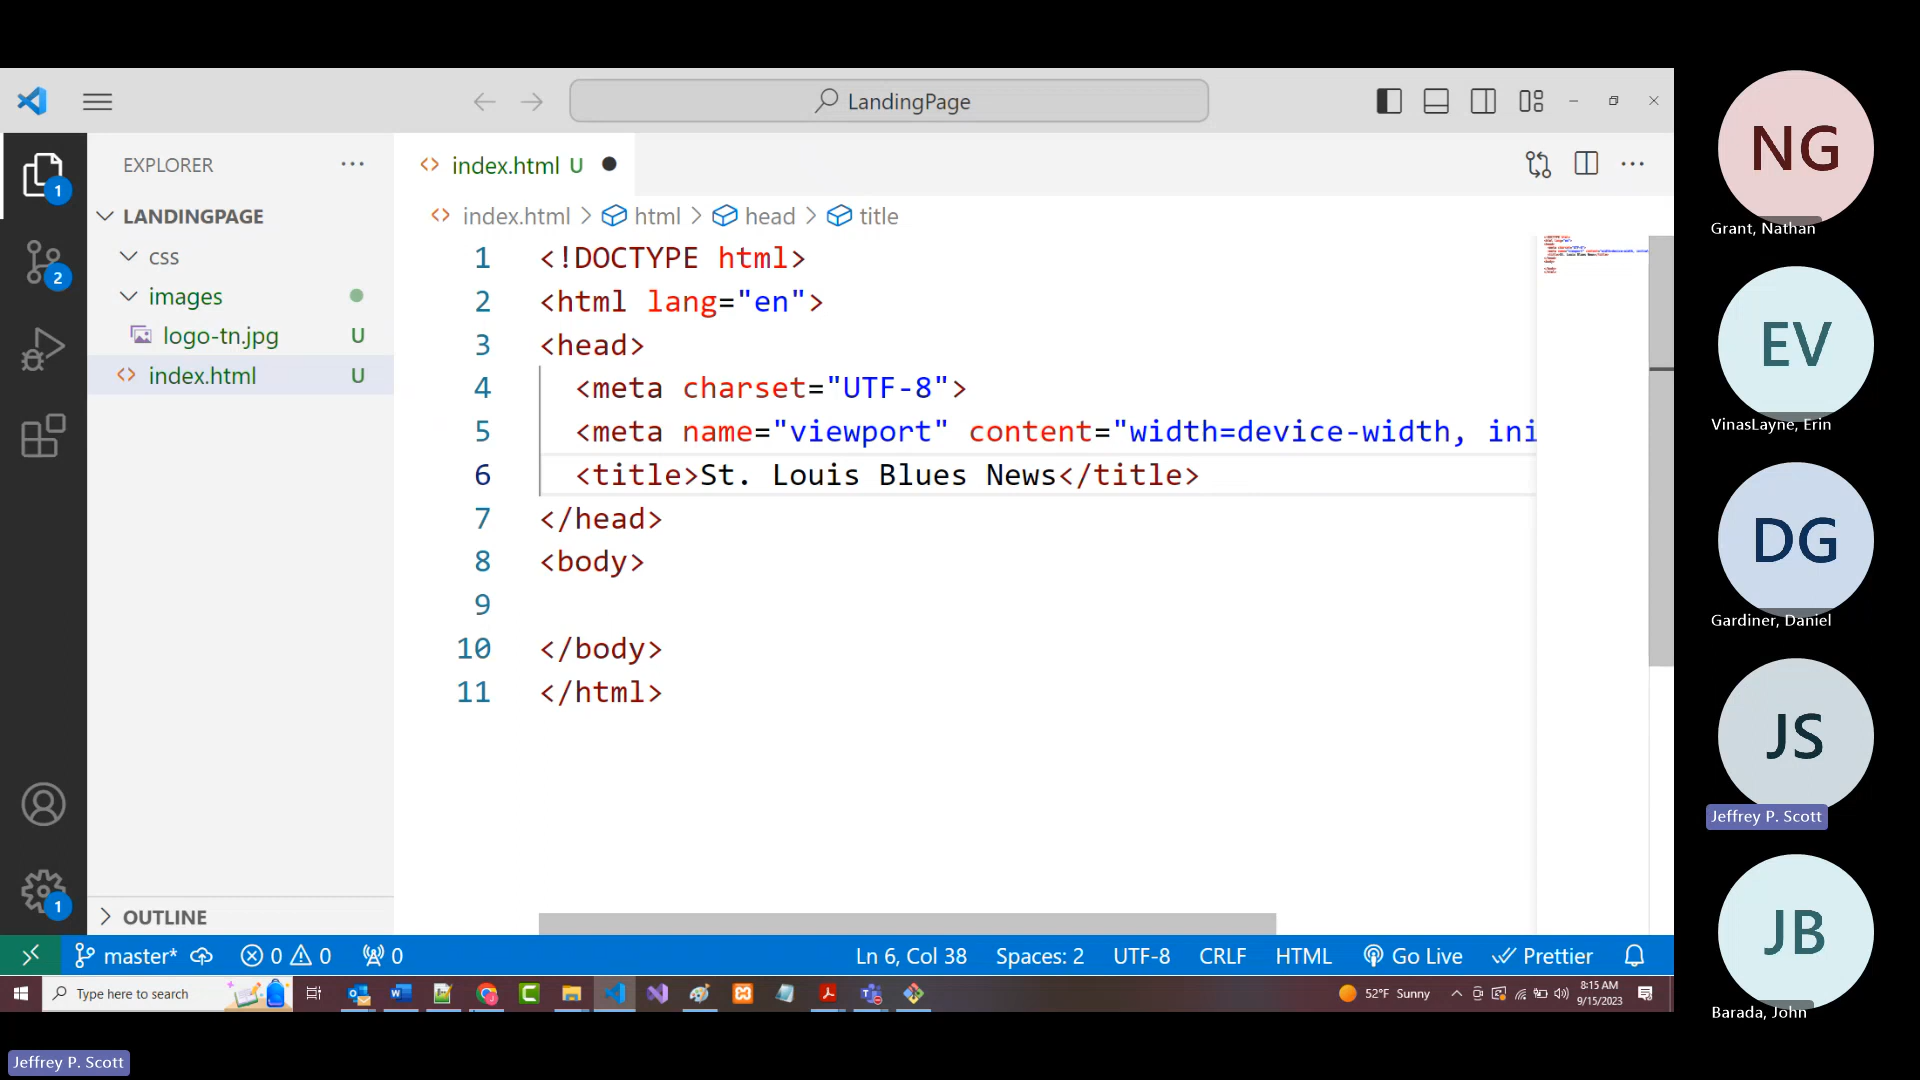 LandingPage
EXPLORER
index.html U
LANDINGPAGE
index.html > html > head > title
css
images
logo-tn.jpg U
index.html U
1
2
1
1 <!DOCTYPE html>
2 <html lang="en">
3 <head>
4 <meta charset="UTF-8">
5 <meta name="viewport" content="width=device-width, ini
6 <title>St. Louis Blues News</title>
7 </head>
8 <body>
9
10 </body>
11 </html>
OUTLINE
master* 0 0 0 Ln 6, Col 38 Spaces: 2 UTF-8 CRLF HTML Go Live Prettier
Type here to search 52°F Sunny 8:15 AM
9/15/2023
NG
Grant, Nathan
EV
VinasLayne, Erin
DG
Gardiner, Daniel
JS
Jeffrey P. Scott
JB
Barada, John
Jeffrey P. Scott